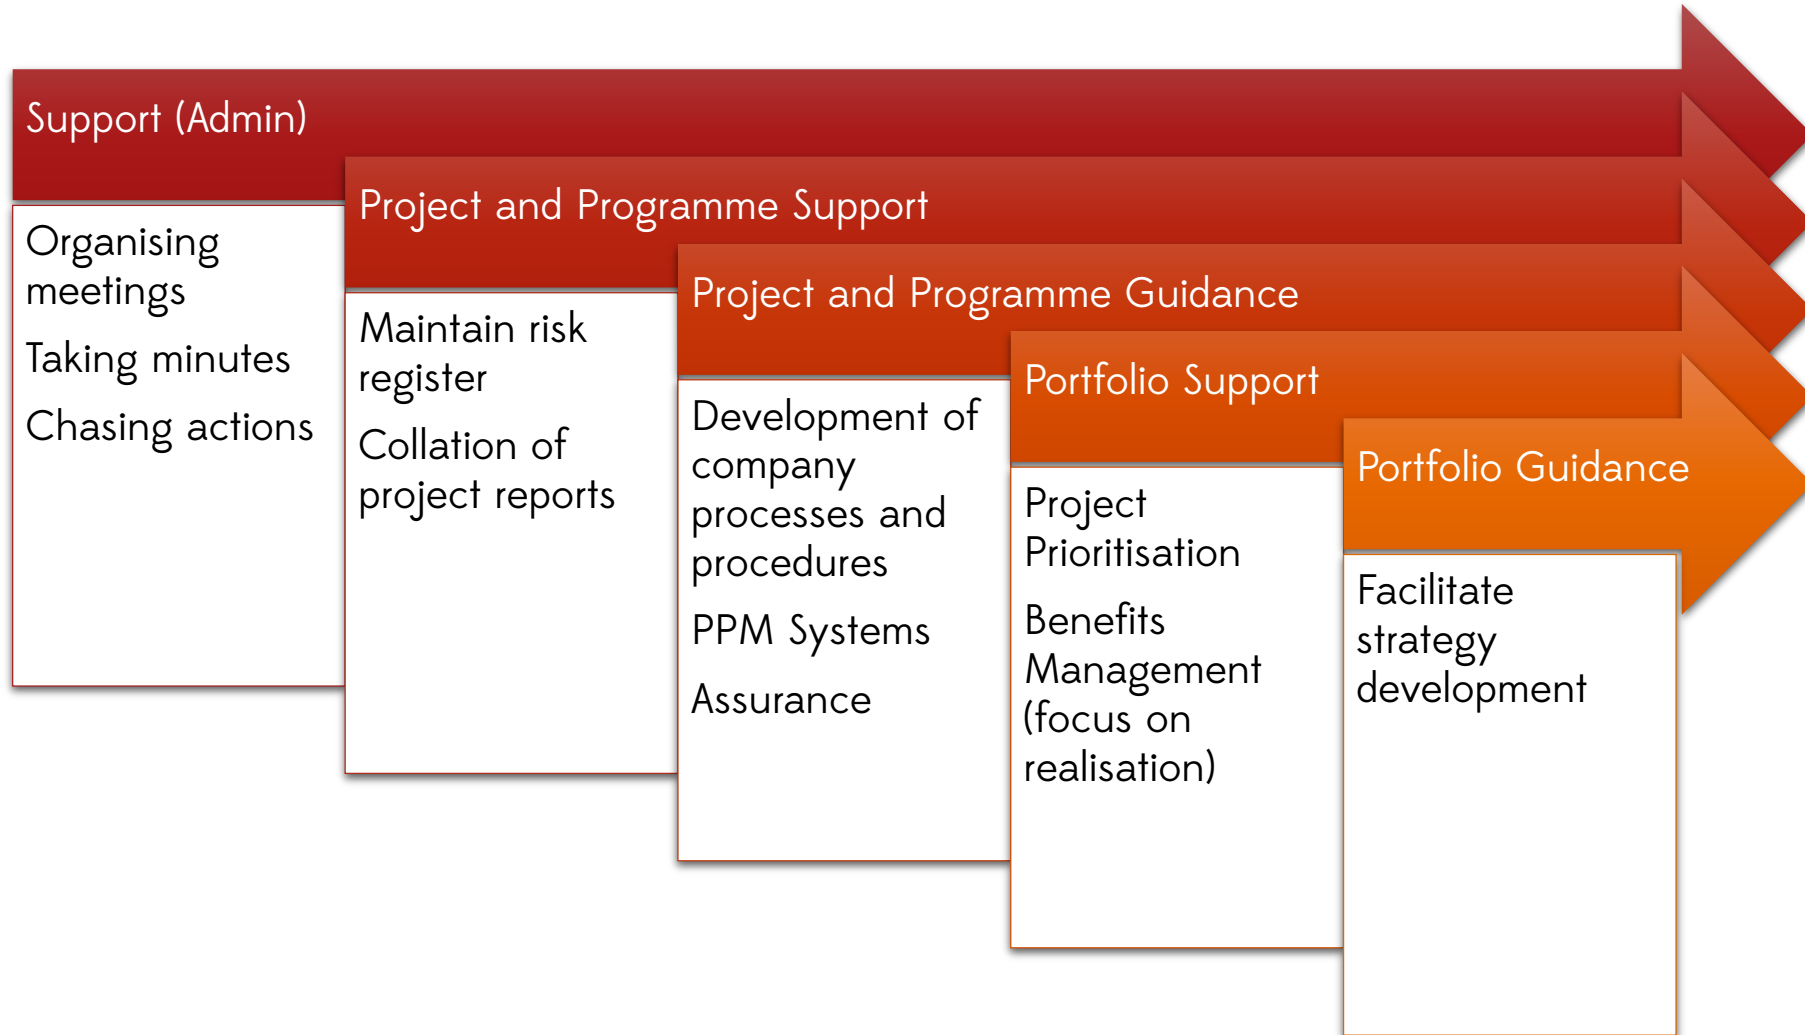 Support (Admin)
Organising
meetings
Taking minutes
Chasing actions
Project and Programme Support
Maintain risk
register
Collation of
project reports
Project and Programme Guidance
Development of
company
processes and
procedures
PPM Systems
Assurance
Portfolio Support
Project
Prioritisation
Benefits
Management
(focus on
realisation)
Portfolio Guidance
Facilitate
strategy
development